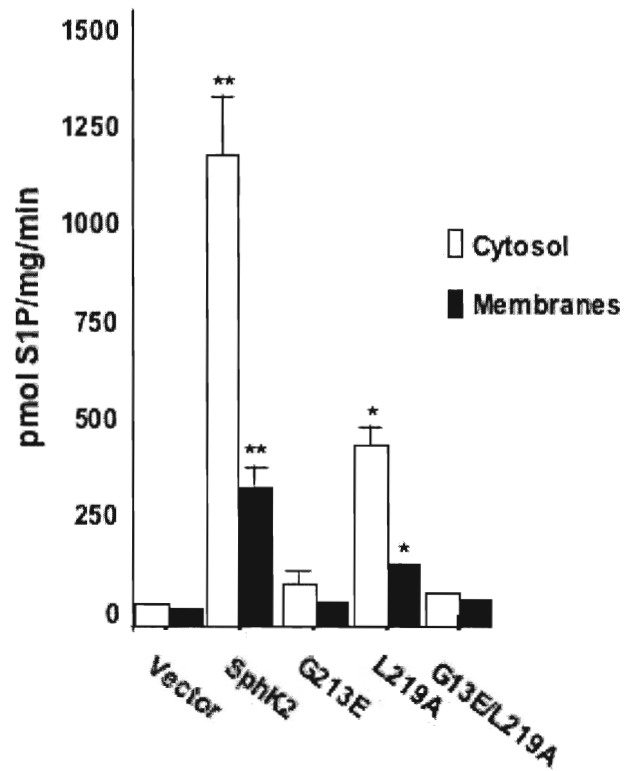 1500
1250
1000
750
500
250
0
pmol S1P/mg/min
**
**
*
*
Cytosol
Membranes
Vector
SphK2
G213E
L219A
G13E/L219A